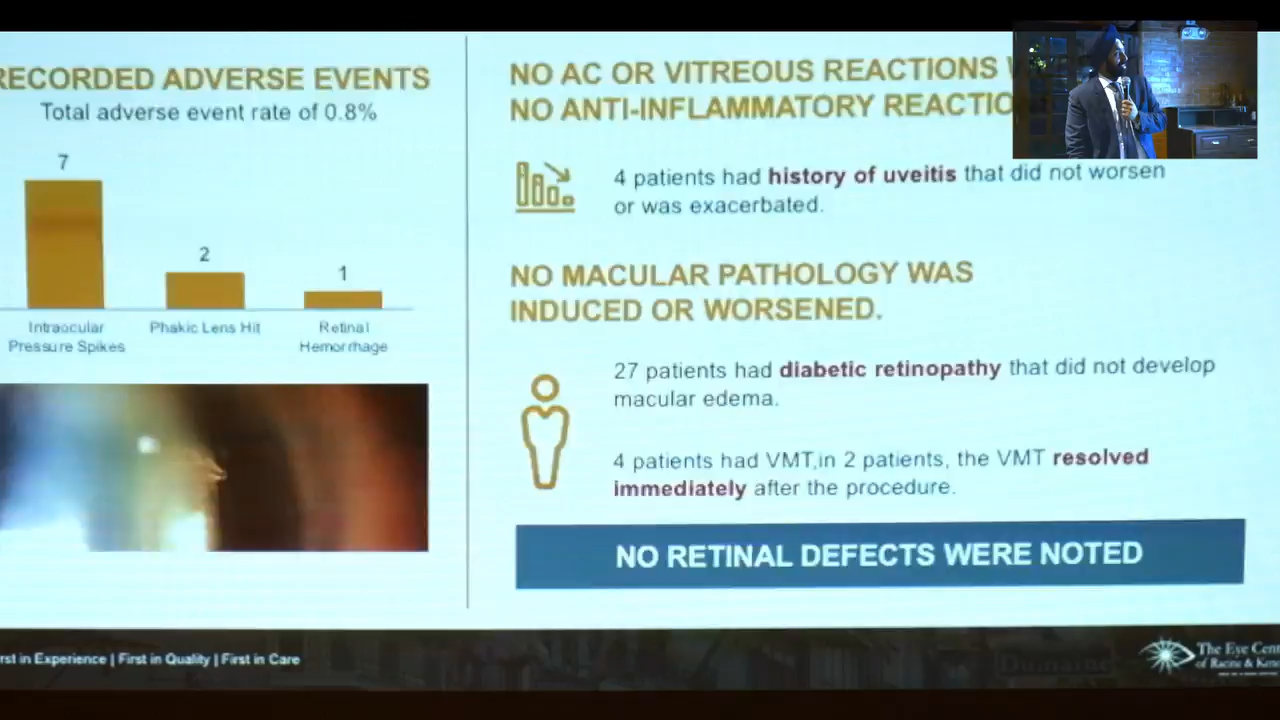 RECORDED ADVERSE EVENTS
Total adverse event rate of 0.8%
7
2
1
Intraocular
Pressure Spikes
Phakic Lens Hit
Retinal
Hemorrhage
NO AC OR VITREOUS REACTIONS
NO ANTI-INFLAMMATORY REACTIO
4 patients had history of uveitis that did not worsen
or was exacerbated.
NO MACULAR PATHOLOGY WAS
INDUCED OR WORSENED.
27 patients had diabetic retinopathy that did not develop
macular edema.
4 patients had VMT,in 2 patients, the VMT resolved
immediately after the procedure.
NO RETINAL DEFECTS WERE NOTED
rst in Experience | First in Quality | First in Care
The Eye Cent
of Racine & Keno